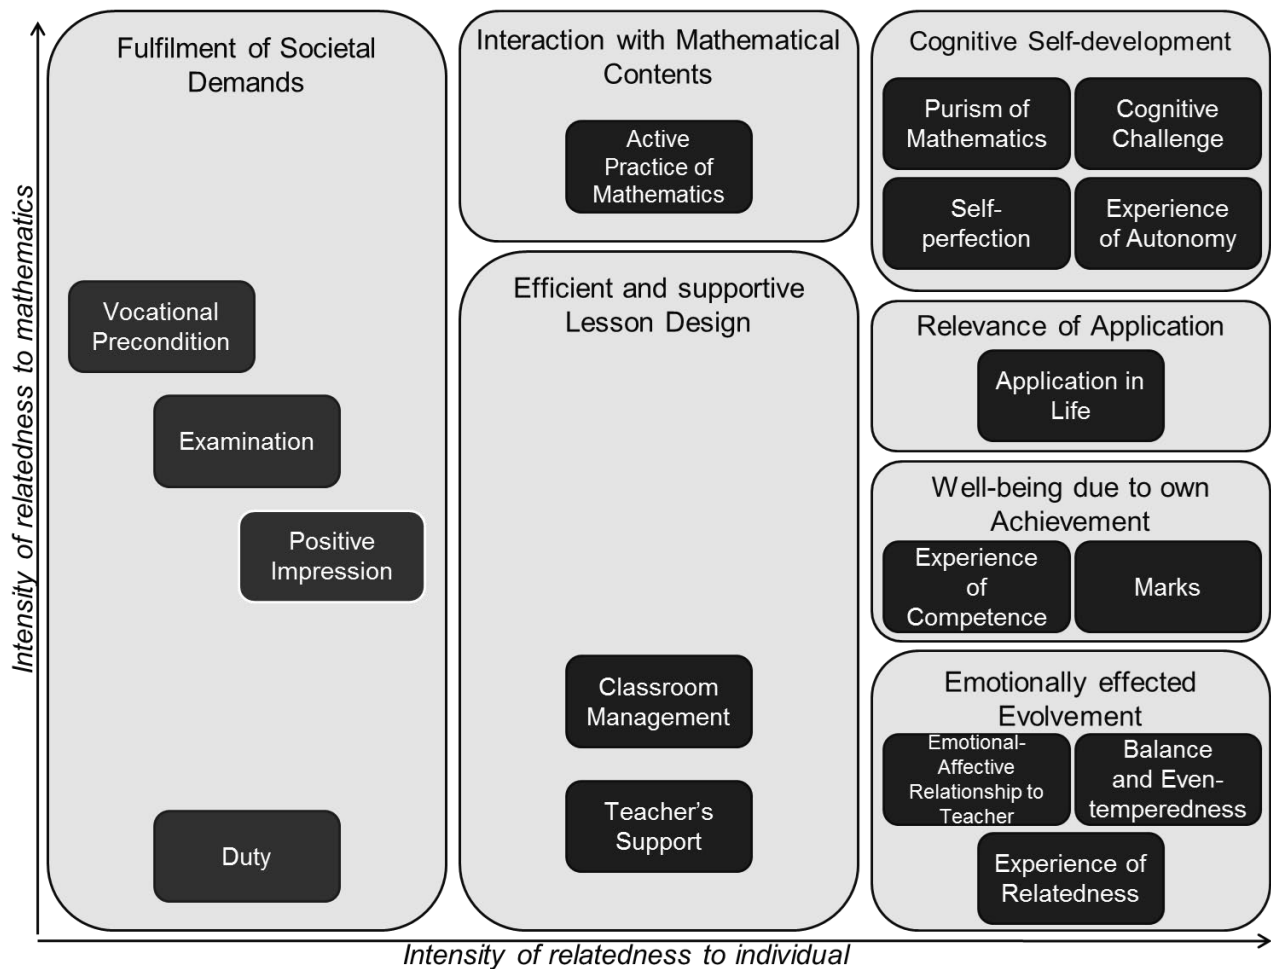 Intensity of relatedness to mathematics
Fulfilment of Societal
Demands
Vocational
Precondition
Examination
Positive
Impression
Duty
Interaction with Mathematical
Contents
Active
Practice of
Mathematics
Efficient and supportive
Lesson Design
Classroom
Management
Teacher’s
Support
Cognitive Self-development
Purism of
Mathematics
Cognitive
Challenge
Self-
perfection
Experience
of Autonomy
Relevance of Application
Application in
Life
Well-being due to own
Achievement
Experience
of
Competence
Marks
Emotionally effected
Evolvement
Emotional-
Affective
Relationship to
Teacher
Balance
and Even-
temperedness
Experience of
Relatedness
Intensity of relatedness to individual